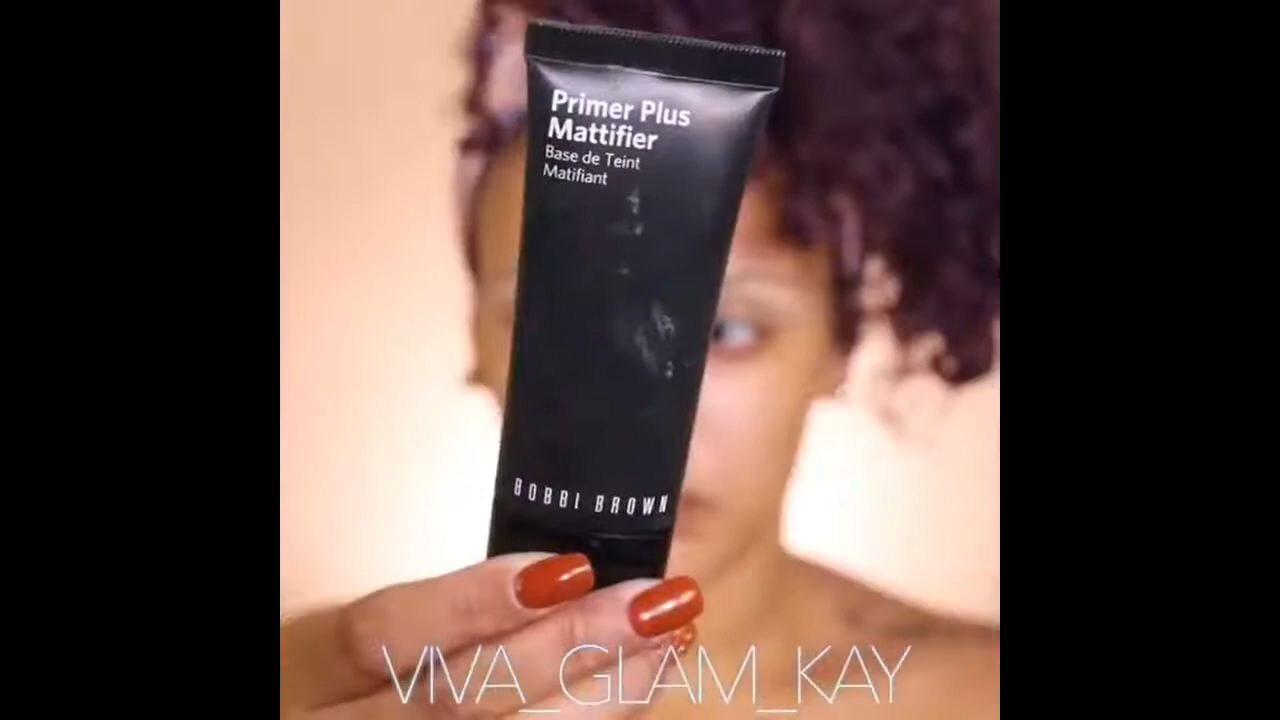 Primer Plus
Mattifier
Base de Teint
Matifiant
BOBBI BROWN
VIVA_GLAM_KAY